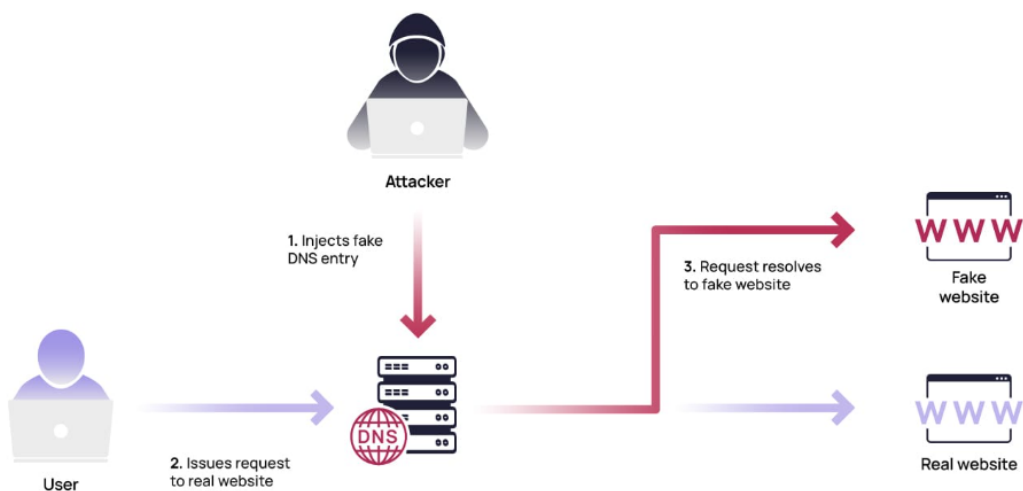 Attacker
1. Injects fake
DNS entry
3. Request resolves
to fake website
WWW
Fake
website
DNS
WWW
2. Issues request
to real website
User
Real website